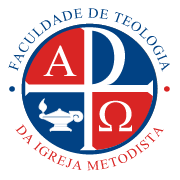 FACULDADE DE TEOLOGIA
Α Ω
DA IGREJA METODISTA